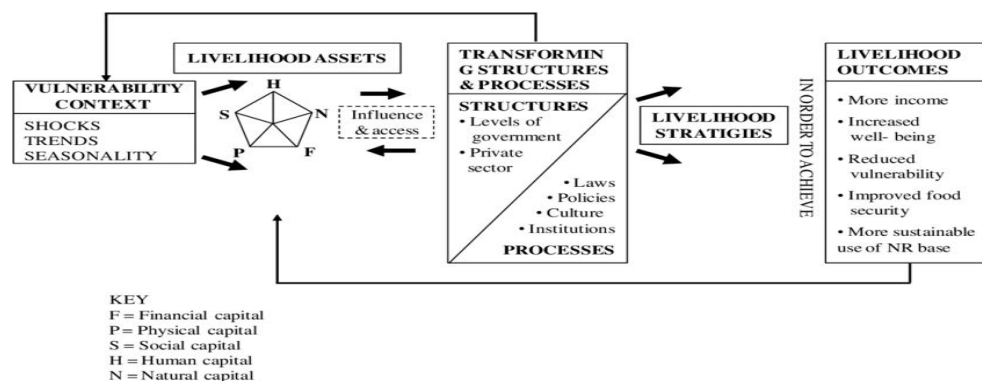 LIVELIHOOD ASSETS
VULNERABILITY
CONTEXT
SHOCKS
TRENDS
SEASONALITY
H
S
N
P
F
Influence
& access
TRANSFORMIN
G STRUCTURES
& PROCESSES
STRUCTURES
• Levels of
government
• Private
sector
• Laws
• Policies
• Culture
• Institutions
PROCESSES
LIVELIHOOD
STRATIGIES
IN ORDER TO ACHIEVE
LIVELIHOOD
OUTCOMES
• More income
• Increased
well- being
• Reduced
vulnerability
• Improved food
security
• More sustainable
use of NR base
KEY
F = Financial capital
P = Physical capital
S = Social capital
H = Human capital
N = Natural capital